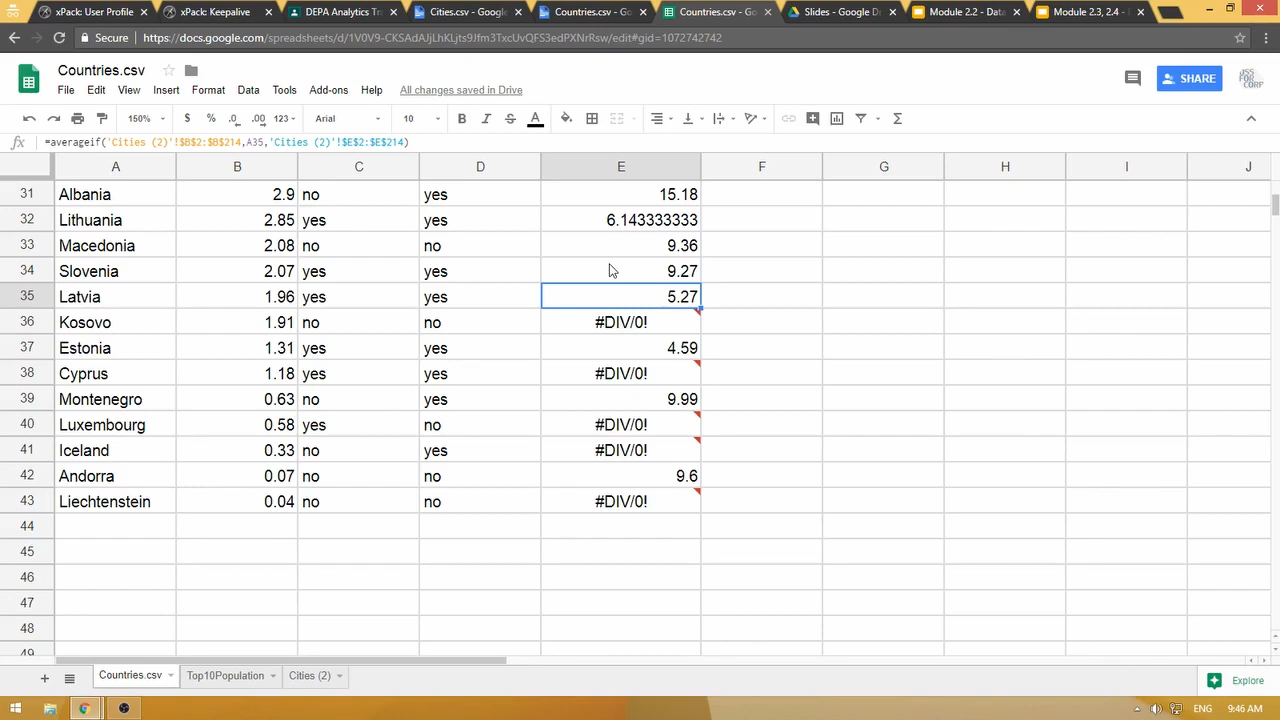 xPack: User Profile
xPack: Keepalive
DEPA Analytics Tr
Cities.csv - Google
Countries.csv - Go
Countries.csv - Go
Slides - Google D
Module 2.2 - Data
Module 2.3, 2.4 -
Secure https://docs.google.com/spreadsheets/d/1V0V9-CKSAdAJjLhKLjts9Jfm3TxcUvQFS3edPXNrRsw/edit#gid=1072742742
Countries.csv
File Edit View Insert Format Data Tools Add-ons Help All changes saved in Drive
SHARE
150% $ % .0 .00 123 Arial 10 B I S A Σ
fx =averageif('Cities (2)'!$B$2:$B$214,A35,'Cities (2)'!$E$2:$E$214)
A B C D E F G H I J
31 Albania 2.9 no yes 15.18
32 Lithuania 2.85 yes yes 6.143333333
33 Macedonia 2.08 no no 9.36
34 Slovenia 2.07 yes yes 9.27
35 Latvia 1.96 yes yes 5.27
36 Kosovo 1.91 no no #DIV/0!
37 Estonia 1.31 yes yes 4.59
38 Cyprus 1.18 yes yes #DIV/0!
39 Montenegro 0.63 no yes 9.99
40 Luxembourg 0.58 yes no #DIV/0!
41 Iceland 0.33 no yes #DIV/0!
42 Andorra 0.07 no no 9.6
43 Liechtenstein 0.04 no no #DIV/0!
44
45
46
47
48
49
Countries.csv Top10Population Cities (2) Explore
ENG 9:46 AM